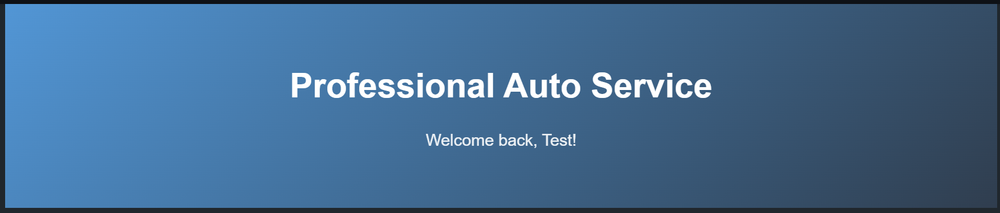 Professional Auto Service
Welcome back, Test!